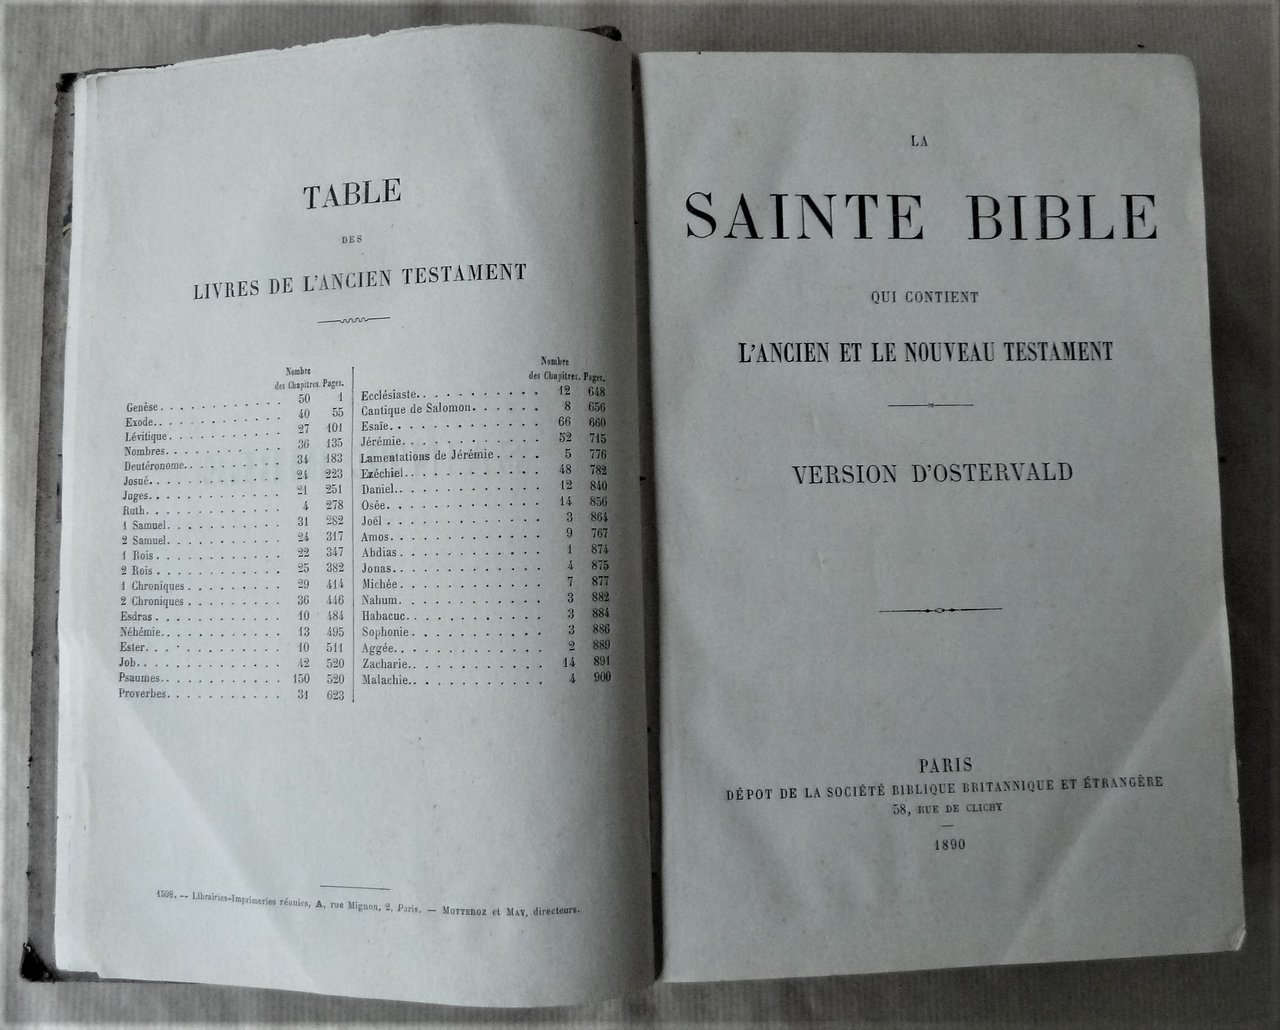 TABLE
DES
LIVRES DE L'ANCIEN TESTAMENT
Nombre
des Chapitres. Pages.
Genèse. . . . . . . . . . . 50 1
Exode. . . . . . . . . . . 40 55
Lévitique. . . . . . . . . . . 27 101
Nombres. . . . . . . . . . . 36 135
Deutéronome. . . . . . . . . . 34 183
Josué. . . . . . . . . . . 24 223
Juges. . . . . . . . . . . 21 251
Ruth. . . . . . . . . . . 4 278
1 Samuel. . . . . . . . . . 31 282
2 Samuel. . . . . . . . . . 24 317
1 Rois . . . . . . . . . . 22 347
2 Rois . . . . . . . . . . 25 382
1 Chroniques . . . . . . . . 29 414
2 Chroniques . . . . . . . . 36 446
Esdras . . . . . . . . . . 10 484
Néhémie. . . . . . . . . . 13 495
Ester. . . . . . . . . . . 10 511
Job. . . . . . . . . . . 42 520
Psaumes. . . . . . . . . . 150 520
Proverbes. . . . . . . . . . 31 623
Nombre
des Chapitres. Pages.
Ecclésiaste. . . . . . . . . . 12 648
Cantique de Salomon. . . . . . 8 656
Esaïe. . . . . . . . . . . 66 660
Jérémie. . . . . . . . . . 52 715
Lamentations de Jérémie . . . . 5 776
Ezéchiel. . . . . . . . . . 48 782
Daniel. . . . . . . . . . . 12 840
Osée. . . . . . . . . . . 14 856
Joël . . . . . . . . . . . 3 864
Amos. . . . . . . . . . . 9 767
Abdias . . . . . . . . . . 1 874
Jonas. . . . . . . . . . . 4 875
Michée. . . . . . . . . . . 7 877
Nahum. . . . . . . . . . . 3 882
Habacuc. . . . . . . . . . 3 884
Sophonie . . . . . . . . . . 3 886
Aggée. . . . . . . . . . . 2 889
Zacharie. . . . . . . . . . 14 891
Malachie. . . . . . . . . . 4 900
1598. — Librairies-Imprimeries réunies, A, rue Mignon, 2, Paris. — MOTTEROZ et MAY, directeurs.
LA
SAINTE BIBLE
QUI CONTIENT
L'ANCIEN ET LE NOUVEAU TESTAMENT
VERSION D'OSTERVALD
PARIS
DÉPOT DE LA SOCIÉTÉ BIBLIQUE BRITANNIQUE ET ÉTRANGÈRE
58, RUE DE CLICHY
1890